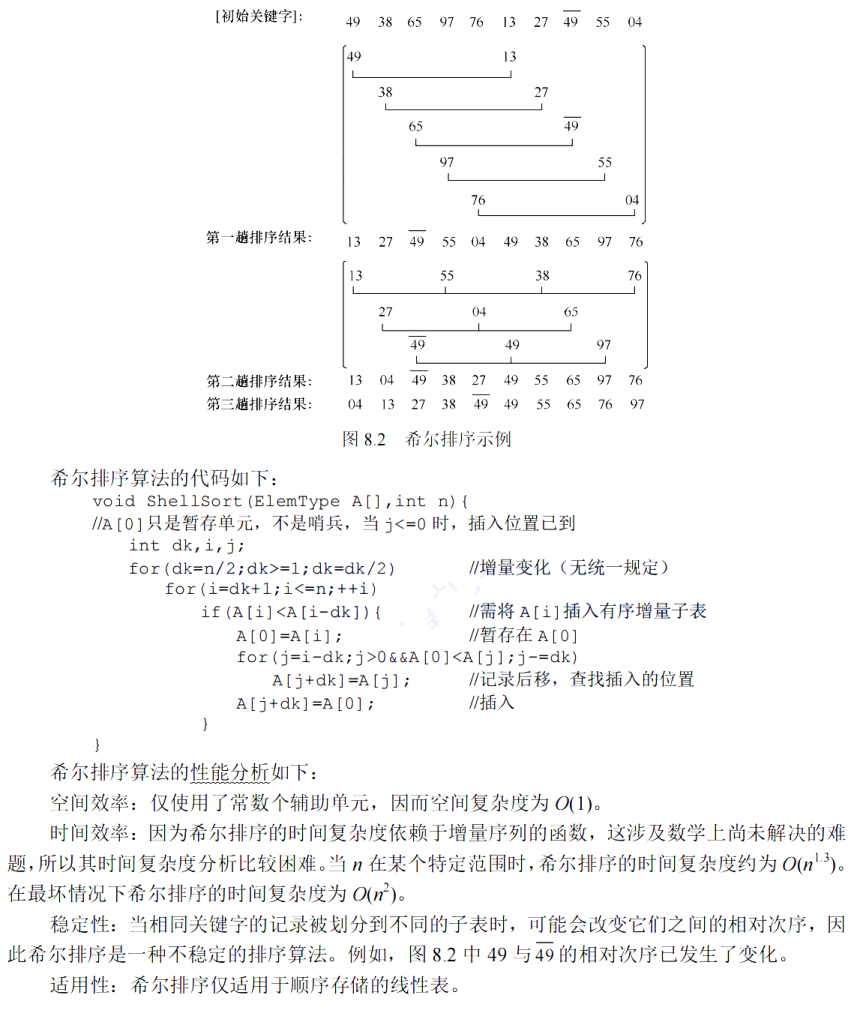 [初始关键字]: 49 38 65 97 76 13 27 4̅9̅ 55 04
49 13
38 27
65 4̅9̅
97 55
76 04
第一趟排序结果: 13 27 4̅9̅ 55 04 49 38 65 97 76
13 55 38 76
27 04 65
4̅9̅ 49 97
第二趟排序结果: 13 04 4̅9̅ 38 27 49 55 65 97 76
第三趟排序结果: 04 13 27 38 4̅9̅ 49 55 65 76 97
图 8.2 希尔排序示例
希尔排序算法的代码如下：
void ShellSort(ElemType A[],int n){
//A[0]只是暂存单元，不是哨兵，当 j<=0 时，插入位置已到
int dk,i,j;
for(dk=n/2;dk>=1;dk=dk/2) //增量变化（无统一规定）
for(i=dk+1;i<=n;++i)
if(A[i]<A[i-dk]){ //需将 A[i]插入有序增量子表
A[0]=A[i]; //暂存在 A[0]
for(j=i-dk;j>0&&A[0]<A[j];j-=dk)
A[j+dk]=A[j]; //记录后移，查找插入的位置
A[j+dk]=A[0]; //插入
}
}
希尔排序算法的性能分析如下：
空间效率：仅使用了常数个辅助单元，因而空间复杂度为 O(1)。
时间效率：因为希尔排序的时间复杂度依赖于增量序列的函数，这涉及数学上尚未解决的难
题，所以其时间复杂度分析比较困难。当 n 在某个特定范围时，希尔排序的时间复杂度约为 O(n¹·³)。
在最坏情况下希尔排序的时间复杂度为 O(n²)。
稳定性：当相同关键字的记录被划分到不同的子表时，可能会改变它们之间的相对次序，因
此希尔排序是一种不稳定的排序算法。例如，图 8.2 中 49 与 4̅9̅ 的相对次序已发生了变化。
适用性：希尔排序仅适用于顺序存储的线性表。